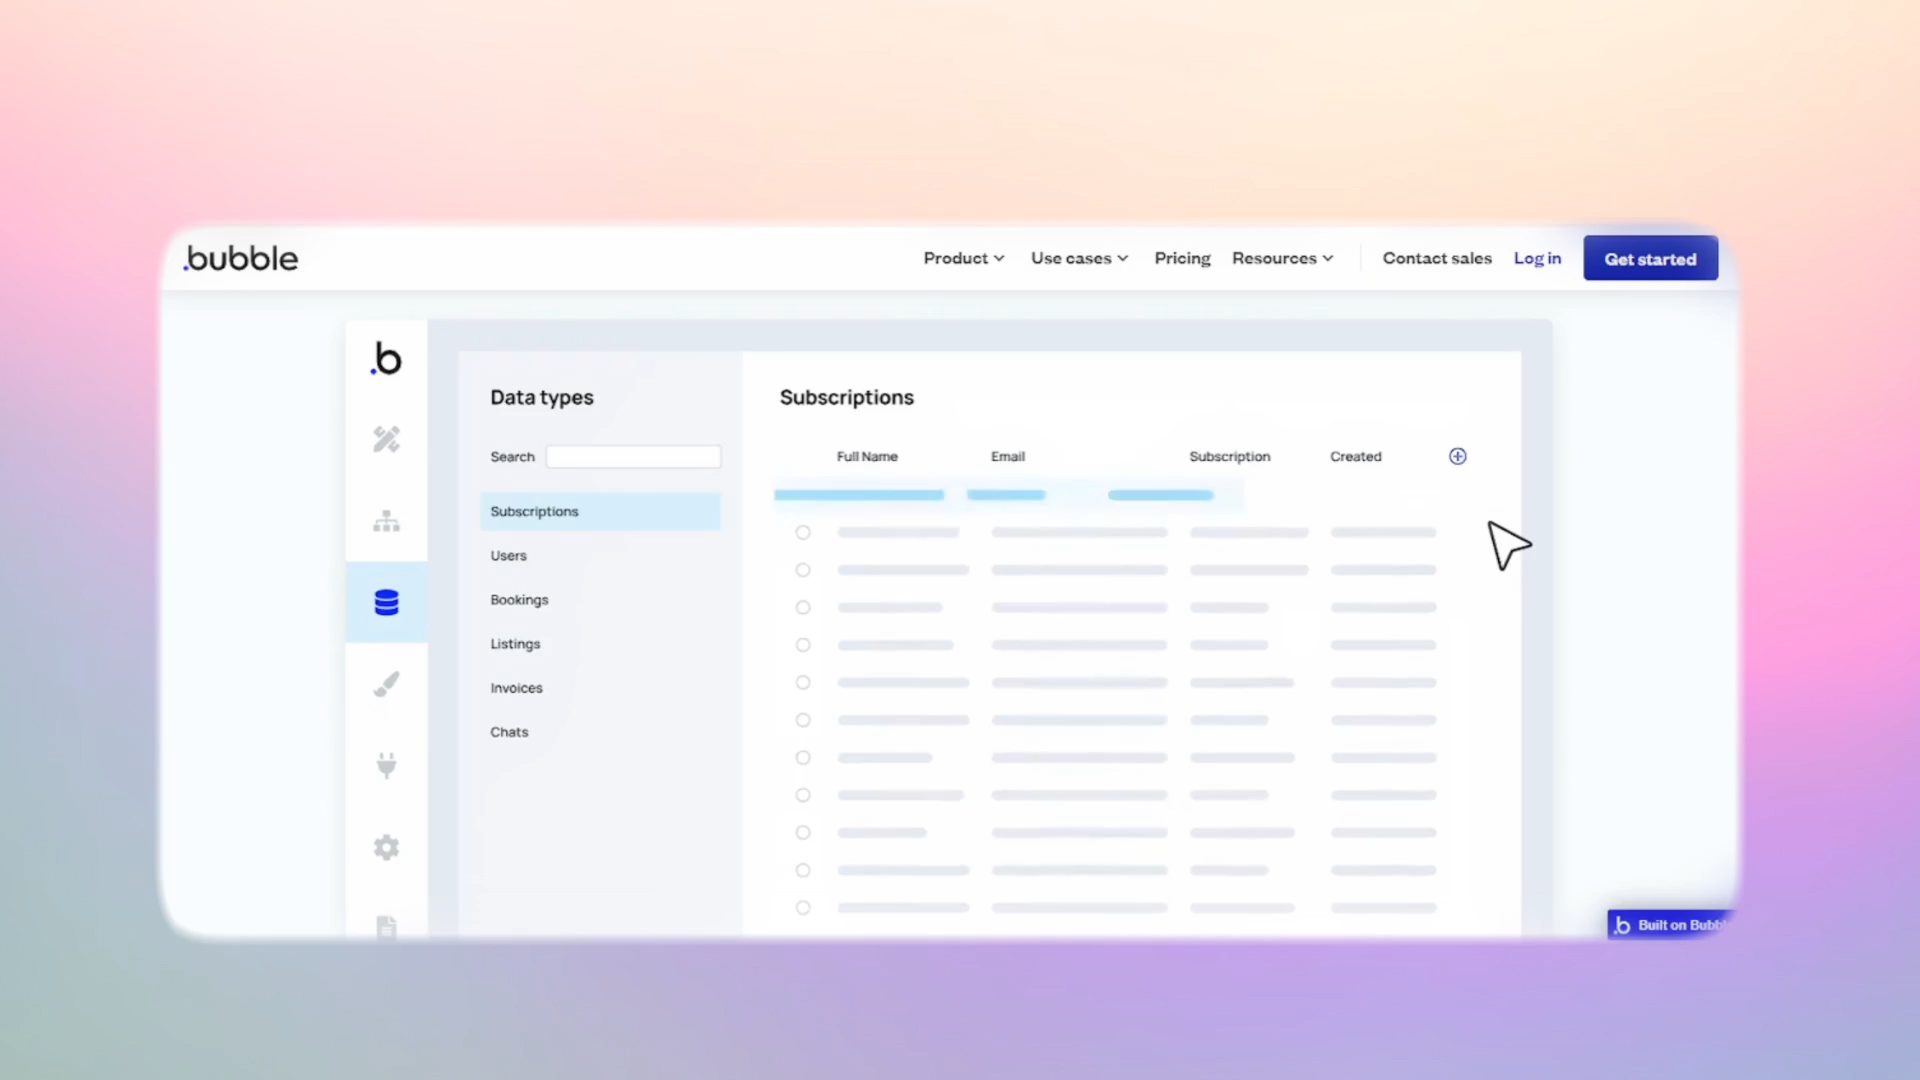 .bubble
Product Use cases Pricing Resources Contact sales Log in Get started
.b
Data types
Search
Subscriptions
Users
Bookings
Listings
Invoices
Chats
Subscriptions
Full Name Email Subscription Created
.b Built on Bubbl